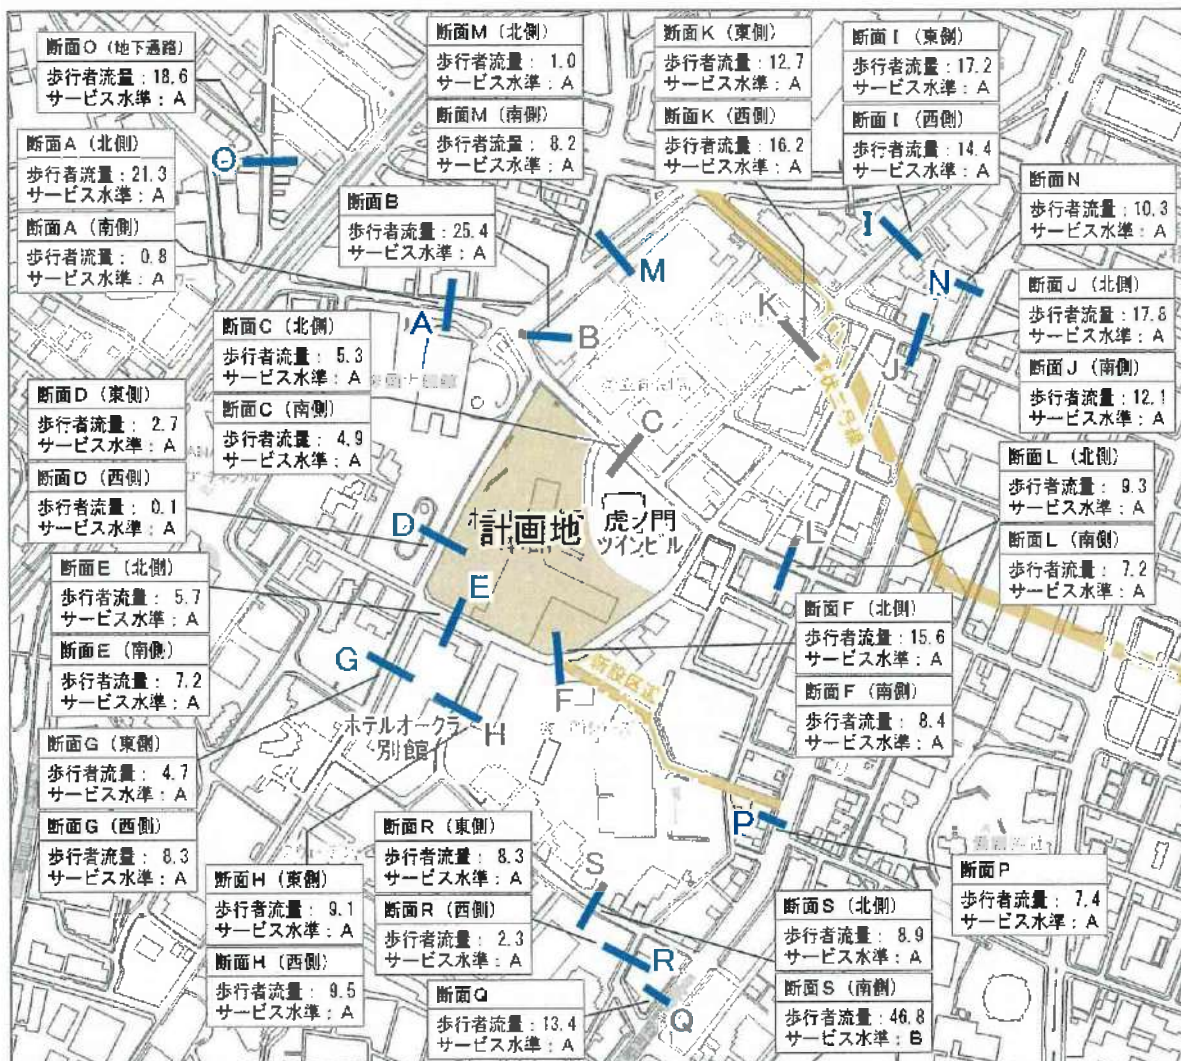 断面O (地下通路)
歩行者流量：18.6
サービス水準：A
断面M (北側)
歩行者流量： 1.0
サービス水準：A
断面M (南側)
歩行者流量： 8.2
サービス水準：A
断面K (東側)
歩行者流量：12.7
サービス水準：A
断面K (西側)
歩行者流量：16.2
サービス水準：A
断面I (東側)
歩行者流量：17.2
サービス水準：A
断面I (西側)
歩行者流量：14.4
サービス水準：A
断面A (北側)
歩行者流量：21.3
サービス水準：A
断面A (南側)
歩行者流量： 0.8
サービス水準：A
断面B
歩行者流量：25.4
サービス水準：A
断面N
歩行者流量：10.3
サービス水準：A
断面J (北側)
歩行者流量：17.8
サービス水準：A
断面J (南側)
歩行者流量：12.1
サービス水準：A
断面C (北側)
歩行者流量： 5.3
サービス水準：A
断面C (南側)
歩行者流量： 4.9
サービス水準：A
断面D (東側)
歩行者流量： 2.7
サービス水準：A
断面D (西側)
歩行者流量： 0.1
サービス水準：A
断面L (北側)
歩行者流量： 9.3
サービス水準：A
断面L (南側)
歩行者流量： 7.2
サービス水準：A
断面E (北側)
歩行者流量： 5.7
サービス水準：A
断面E (南側)
歩行者流量： 7.2
サービス水準：A
断面F (北側)
歩行者流量：15.6
サービス水準：A
断面F (南側)
歩行者流量： 8.4
サービス水準：A
断面G (東側)
歩行者流量： 4.7
サービス水準：A
断面G (西側)
歩行者流量： 8.3
サービス水準：A
断面H (東側)
歩行者流量： 9.1
サービス水準：A
断面H (西側)
歩行者流量： 9.5
サービス水準：A
断面R (東側)
歩行者流量： 8.3
サービス水準：A
断面R (西側)
歩行者流量： 2.3
サービス水準：A
断面Q
歩行者流量：13.4
サービス水準：A
断面P
歩行者流量： 7.4
サービス水準：A
断面S (北側)
歩行者流量： 8.9
サービス水準：A
断面S (南側)
歩行者流量：46.8
サービス水準：B
O
M
I
N
A
B
K
J
C
L
D
計画地
虎ノ門
ツインビル
E
G
F
H
ホテルオークラ
別館
新設区道
P
S
R
Q